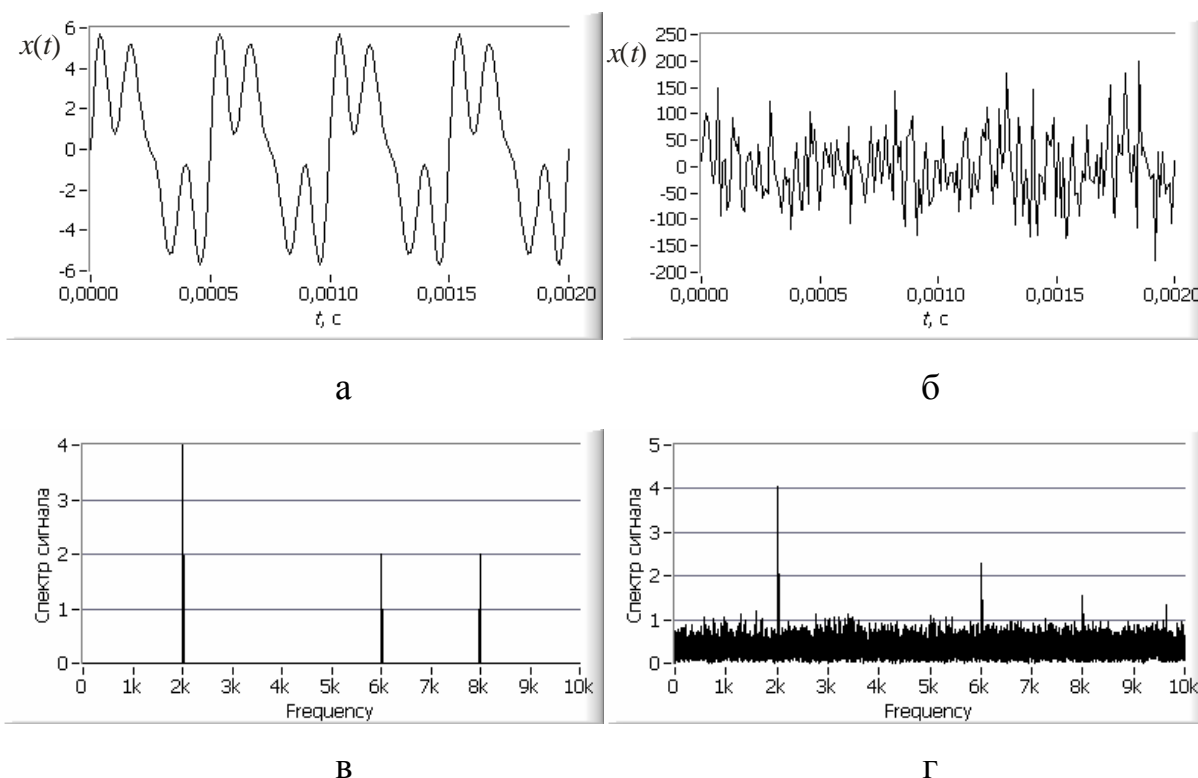 x(t)
6
4
2
0
-2
-4
-6
0,0000 0,0005 0,0010 0,0015 0,0020
t, с
а
x(t)
250
200
150
100
50
0
-50
-100
-150
-200
0,0000 0,0005 0,0010 0,0015 0,0020
t, с
б
Спектр сигнала
4
3
2
1
0
0 1k 2k 3k 4k 5k 6k 7k 8k 9k 10k
Frequency
в
Спектр сигнала
5
4
3
2
1
0
0 1k 2k 3k 4k 5k 6k 7k 8k 9k 10k
Frequency
г